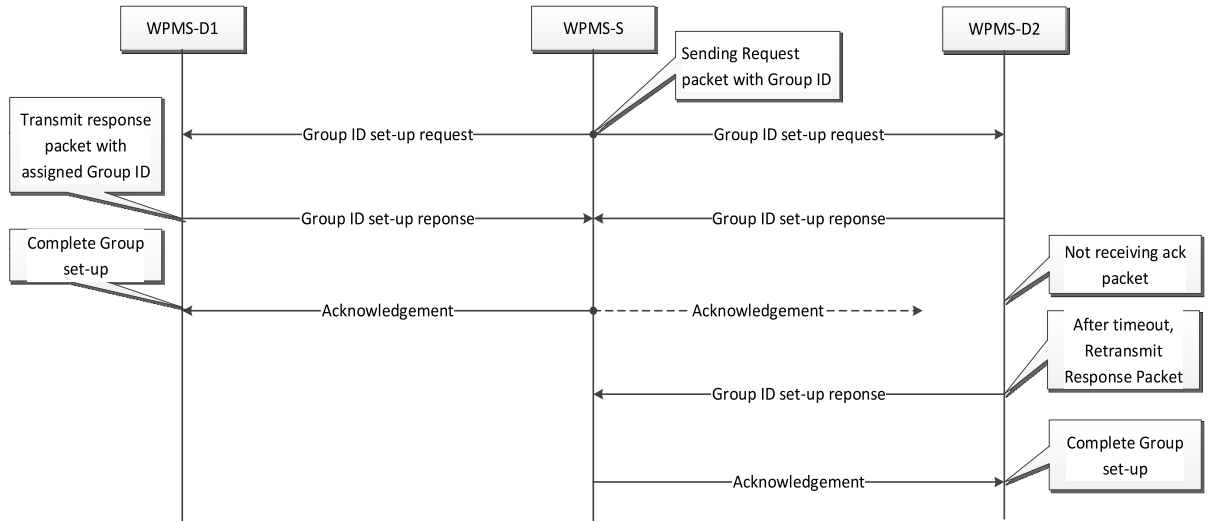 WPMS-D1
WPMS-S
WPMS-D2
Sending Request
packet with Group ID
Transmit response
packet with
assigned Group ID
Group ID set-up request
Group ID set-up request
Group ID set-up reponse
Group ID set-up reponse
Complete Group
set-up
Not receiving ack
packet
Acknowledgement
Acknowledgement
After timeout,
Retransmit
Response Packet
Group ID set-up reponse
Complete Group
set-up
Acknowledgement